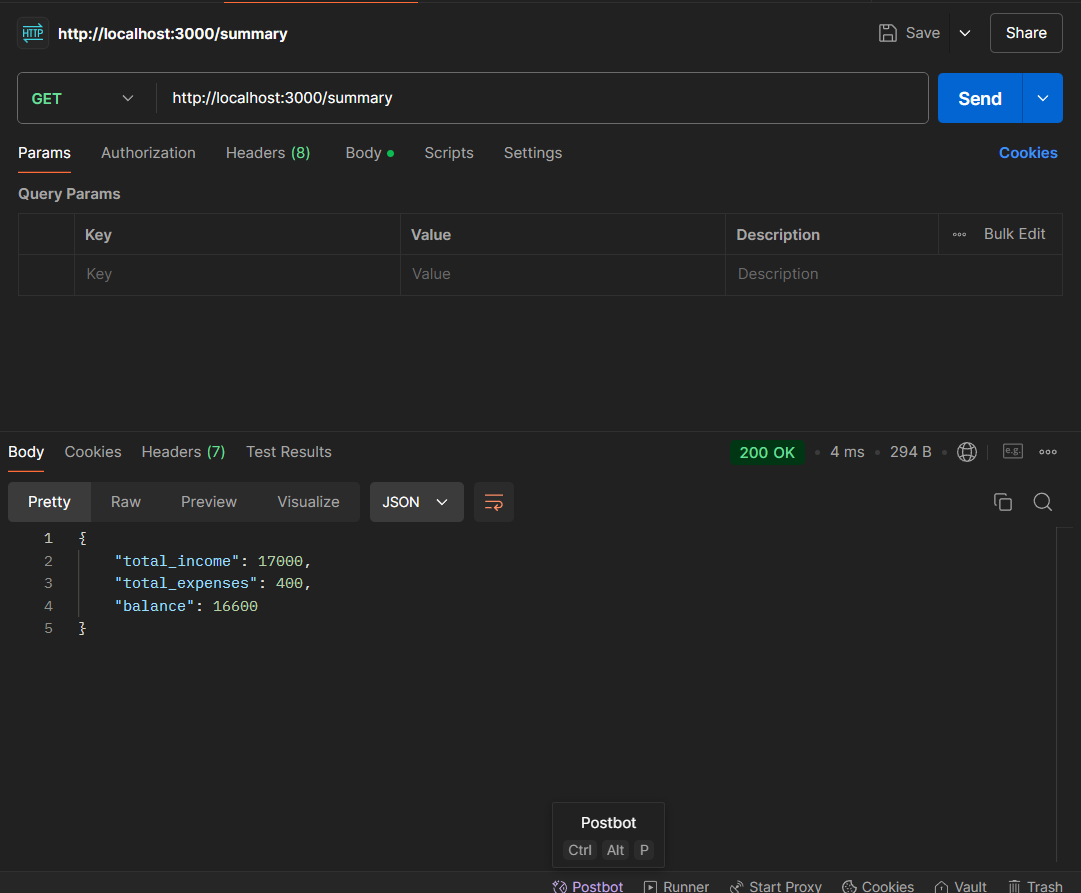 HTTP http://localhost:3000/summary Save Share
GET http://localhost:3000/summary Send
Params Authorization Headers (8) Body Scripts Settings Cookies
Query Params
Key Value Description Bulk Edit
Key Value Description
Body Cookies Headers (7) Test Results 200 OK 4 ms 294 B e.g.
Pretty Raw Preview Visualize JSON
1 {
2 "total_income": 17000,
3 "total_expenses": 400,
4 "balance": 16600
5 }
Postbot
Ctrl Alt P
Postbot Runner Start Proxy Cookies Vault Trash